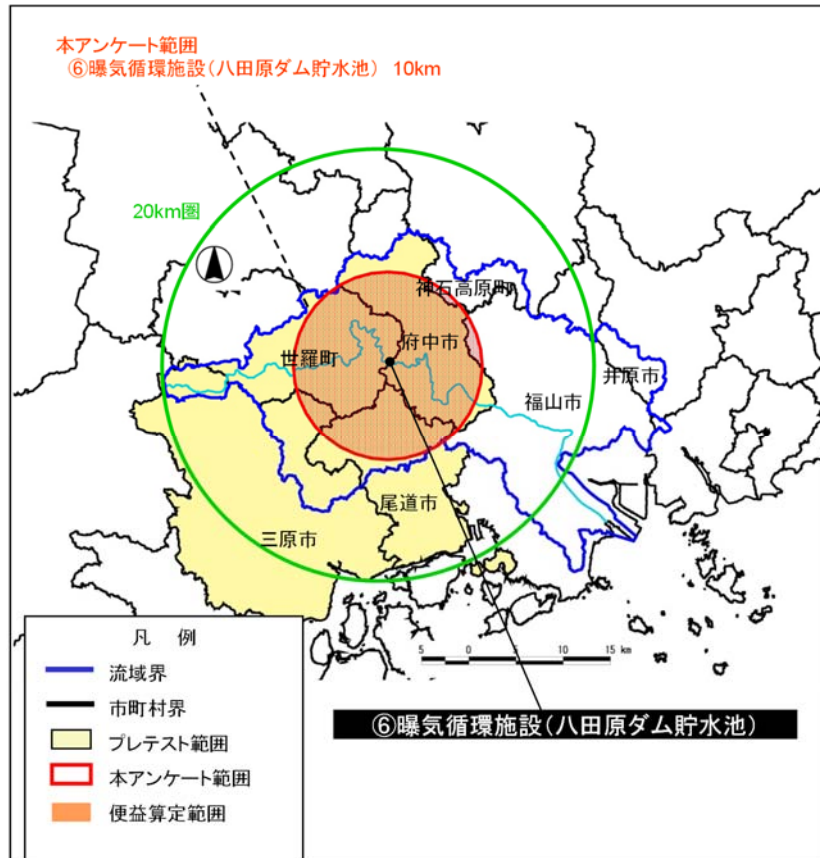 本アンケート範囲
⑥曝気循環施設(八田原ダム貯水池) 10km
20km圏
神石高原町
府中市
世羅町
井原市
福山市
尾道市
三原市
5 0 5 10 15 km
⑥曝気循環施設(八田原ダム貯水池)
凡 例
流域界
市町村界
プレテスト範囲
本アンケート範囲
便益算定範囲